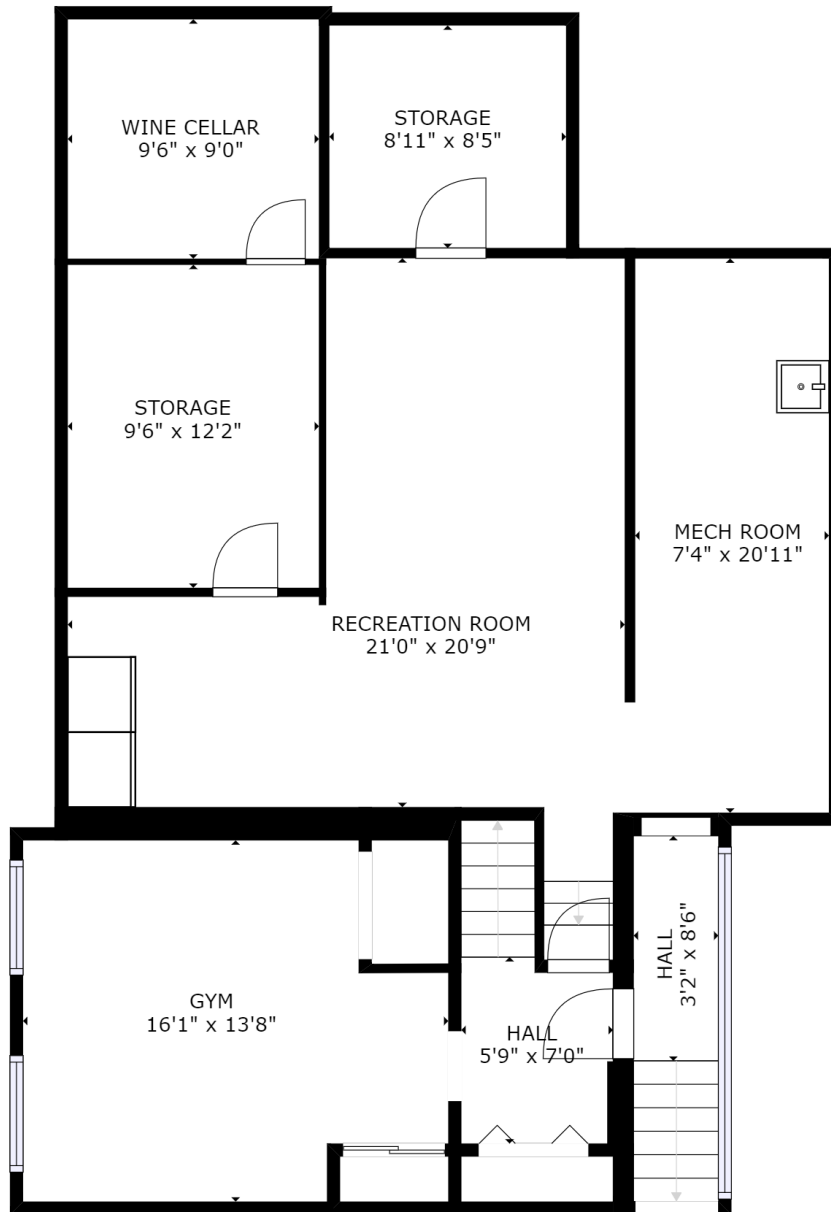 WINE CELLAR
9'6" x 9'0"
STORAGE
8'11" x 8'5"
STORAGE
9'6" x 12'2"
MECH ROOM
7'4" x 20'11"
RECREATION ROOM
21'0" x 20'9"
HALL
3'2" x 8'6"
GYM
16'1" x 13'8"
HALL
5'9" x 7'0"